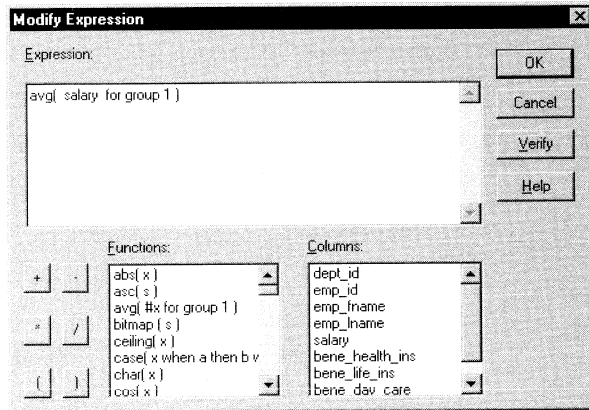 Modify Expression
Expression:
avg( salary for group 1 )
OK
Cancel
Verify
Help
+ -
* /
( )
Functions:
abs( x )
asc( s )
avg( #x for group 1 )
bitmap ( s )
ceiling( x )
case( x when a then b v
char( x )
cos( x )
Columns:
dept_id
emp_id
emp_fname
emp_lname
salary
bene_health_ins
bene_life_ins
bene_day_care